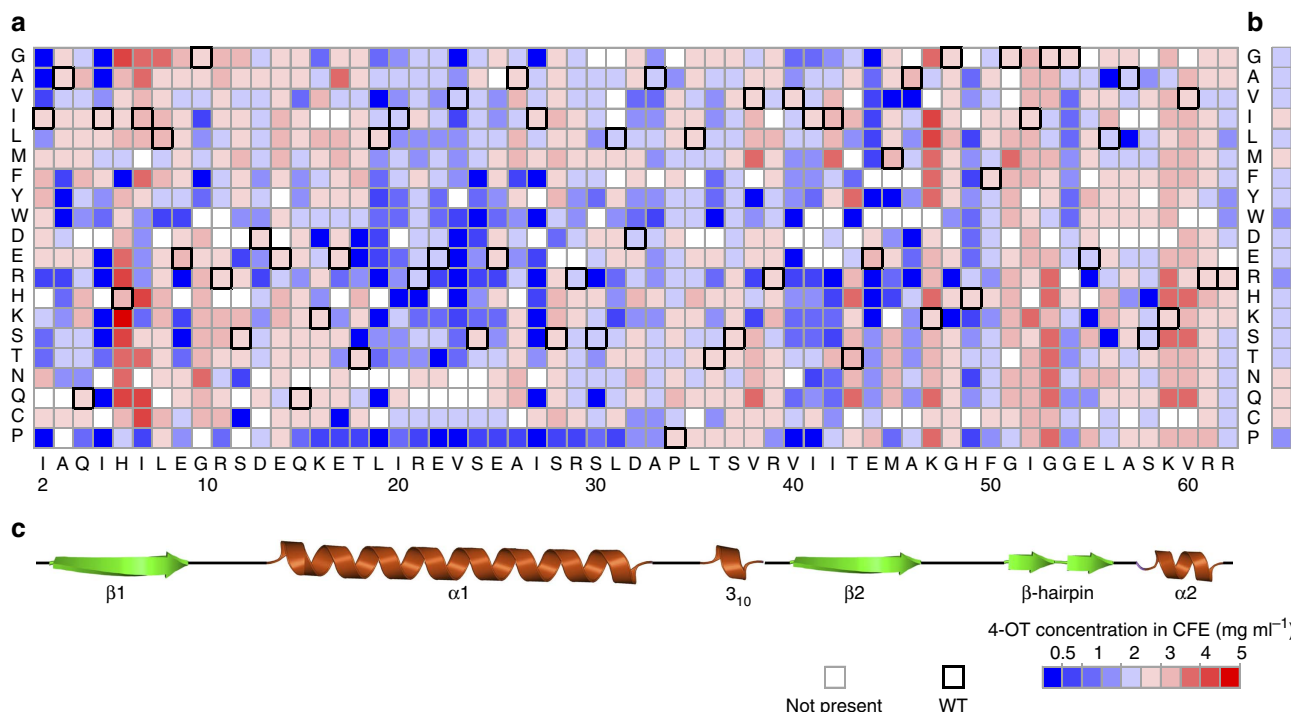 a b
G G
A A
V V
I I
L L
M M
F F
Y Y
W W
D D
E E
R R
H H
K K
S S
T T
N N
Q Q
C C
P P
I A Q I H I L E G R S D E Q K E T L I R E V S E A I S R S L D A P L T S V R V I I T E M A K G H F G I G G E L A S K V R R
2 10 20 30 40 50 60
c
β1 α1 3₁₀ β2 β-hairpin α2
4-OT concentration in CFE (mg ml⁻¹)
0.5 1 2 3 4 5
Not present WT